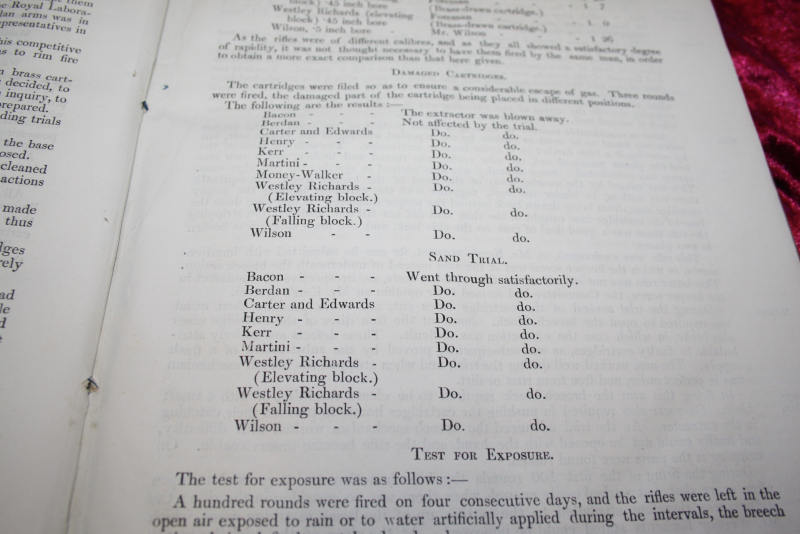 e Royal Labora-
lan arms was in
epresentatives in
his competitive
as to rim fire
brass cart-
decided, to
inquiry, to
repared.
ding trials
the base
osed.
cleaned
actions
made
thus
dges
rely
ad
block) ·45 inch bore
Westley Richards (elevating
block) ·45 inch
Wilson, ·5 inch bore - Mr. Wilson -
(Brass-drawn cartridge.)
As the rifles were of different calibres, and as they all showed a satisfactory degree
of rapidity, it was not thought necessary to have them fired by the same man, in order
to obtain a more exact comparison than that here given.
DAMAGED CARTRIDGES.
The cartridges were filed so as to ensure a considerable escape of gas. Three rounds
were fired, the damaged part of the cartridge being placed in different positions.
The following are the results :—
Bacon - - - The extractor was blown away.
Berdan - - - Not affected by the trial.
Carter and Edwards Do. do.
Henry - - - Do. do.
Kerr - - - Do. do.
Martini - - - Do. do.
Money-Walker - Do. do.
Westley Richards - Do. do.
(Elevating block.)
Westley Richards - Do. do.
(Falling block.)
Wilson - - Do. do.
SAND TRIAL.
Bacon - - - Went through satisfactorily.
Berdan - - - Do. do.
Carter and Edwards Do. do.
Henry - - - Do. do.
Kerr - - - Do. do.
Martini - - - Do. do.
Westley Richards - Do. do.
(Elevating block.)
Westley Richards - Do. do.
(Falling block.)
Wilson - - - Do. do.
TEST FOR EXPOSURE.
The test for exposure was as follows :—
A hundred rounds were fired on four consecutive days, and the rifles were left in the
open air exposed to rain or to water artificially applied during the intervals, the breech